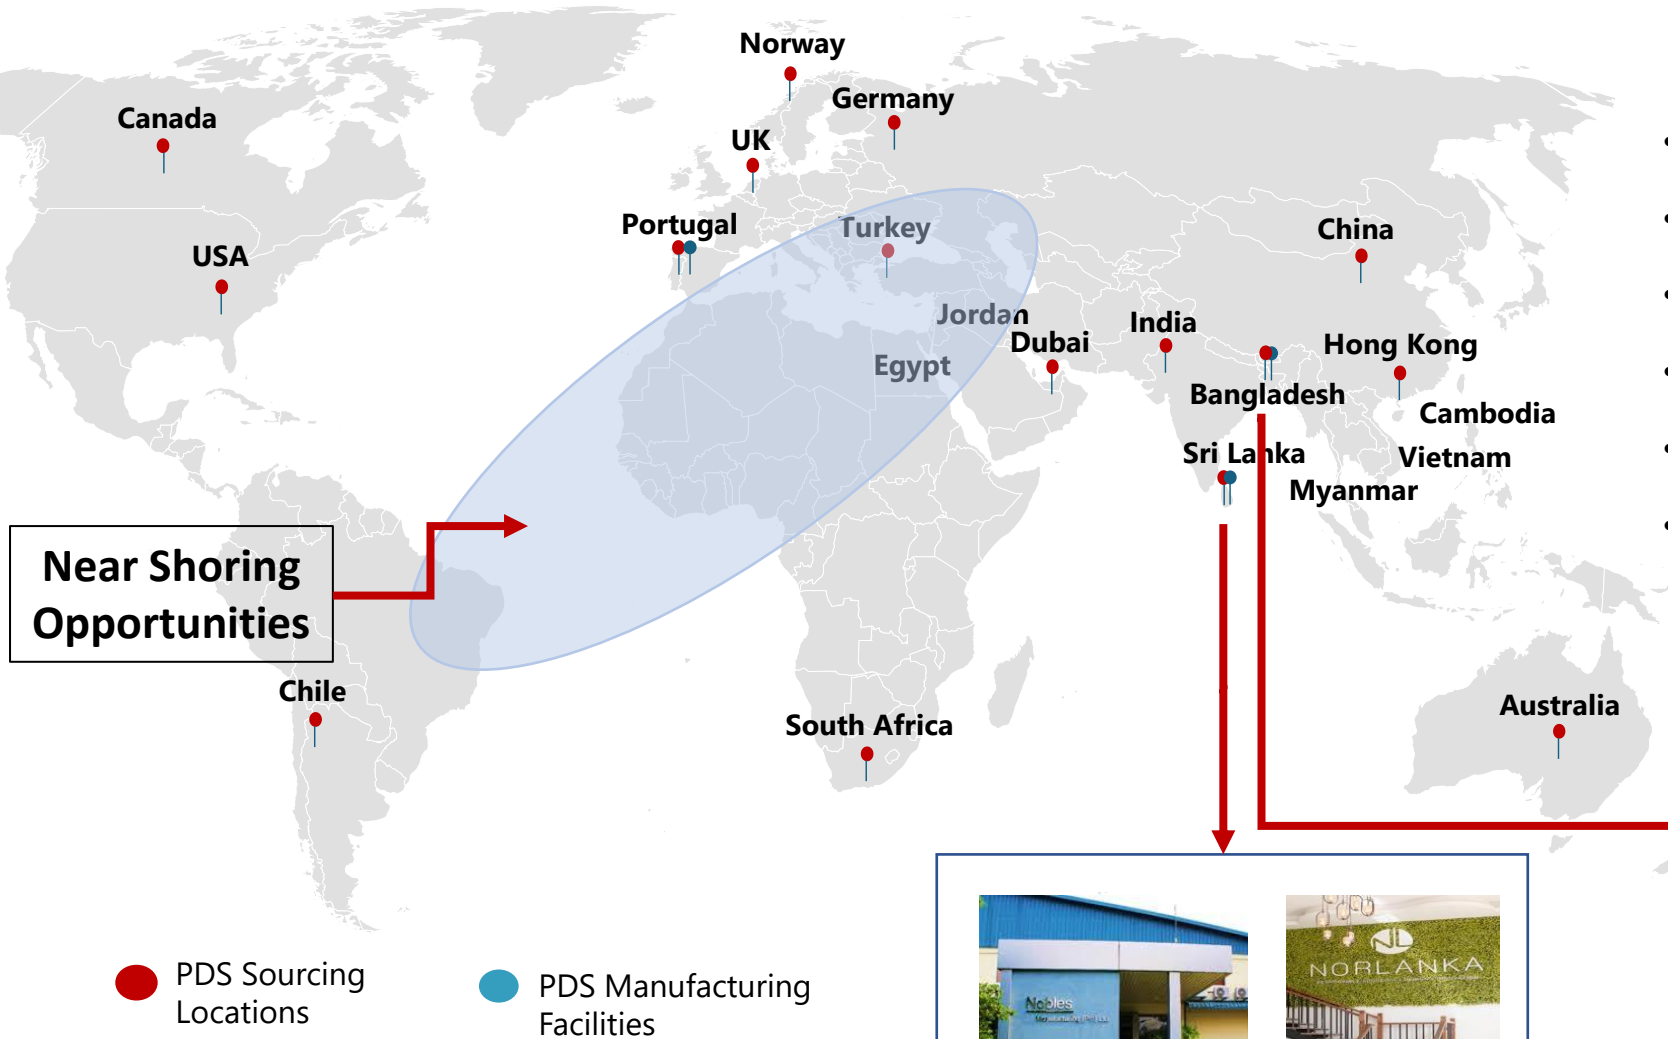 Norway
Germany
Canada
UK
Portugal
Turkey
China
USA
Jordan
India
Dubai
Hong Kong
Egypt
Bangladesh
Cambodia
Sri Lanka
Vietnam
Myanmar
Near Shoring
Opportunities
Chile
South Africa
Australia
PDS Sourcing
Locations
PDS Manufacturing
Facilities
Nobles
NL
NORLANKA